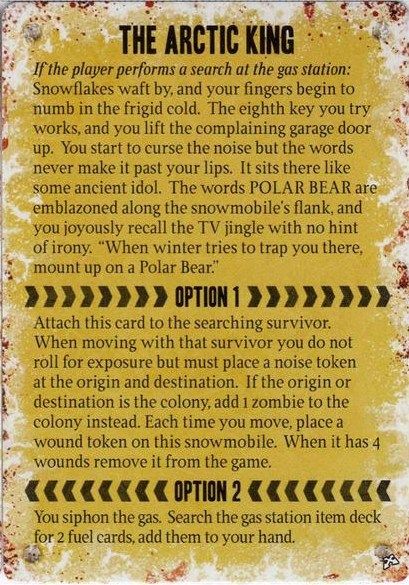 THE ARCTIC KING
If the player performs a search at the gas station:
Snowflakes waft by, and your fingers begin to
numb in the frigid cold. The eighth key you try
works, and you lift the complaining garage door
up. You start to curse the noise but the words
never make it past your lips. It sits there like
some ancient idol. The words POLAR BEAR are
emblazoned along the snowmobile's flank, and
you joyously recall the TV jingle with no hint
of irony. “When winter tries to trap you there,
mount up on a Polar Bear.”
OPTION 1
Attach this card to the searching survivor.
When moving with that survivor you do not
roll for exposure but must place a noise token
at the origin and destination. If the origin or
destination is the colony, add 1 zombie to the
colony instead. Each time you move, place a
wound token on this snowmobile. When it has 4
wounds remove it from the game.
OPTION 2
You siphon the gas. Search the gas station item deck
for 2 fuel cards, add them to your hand.